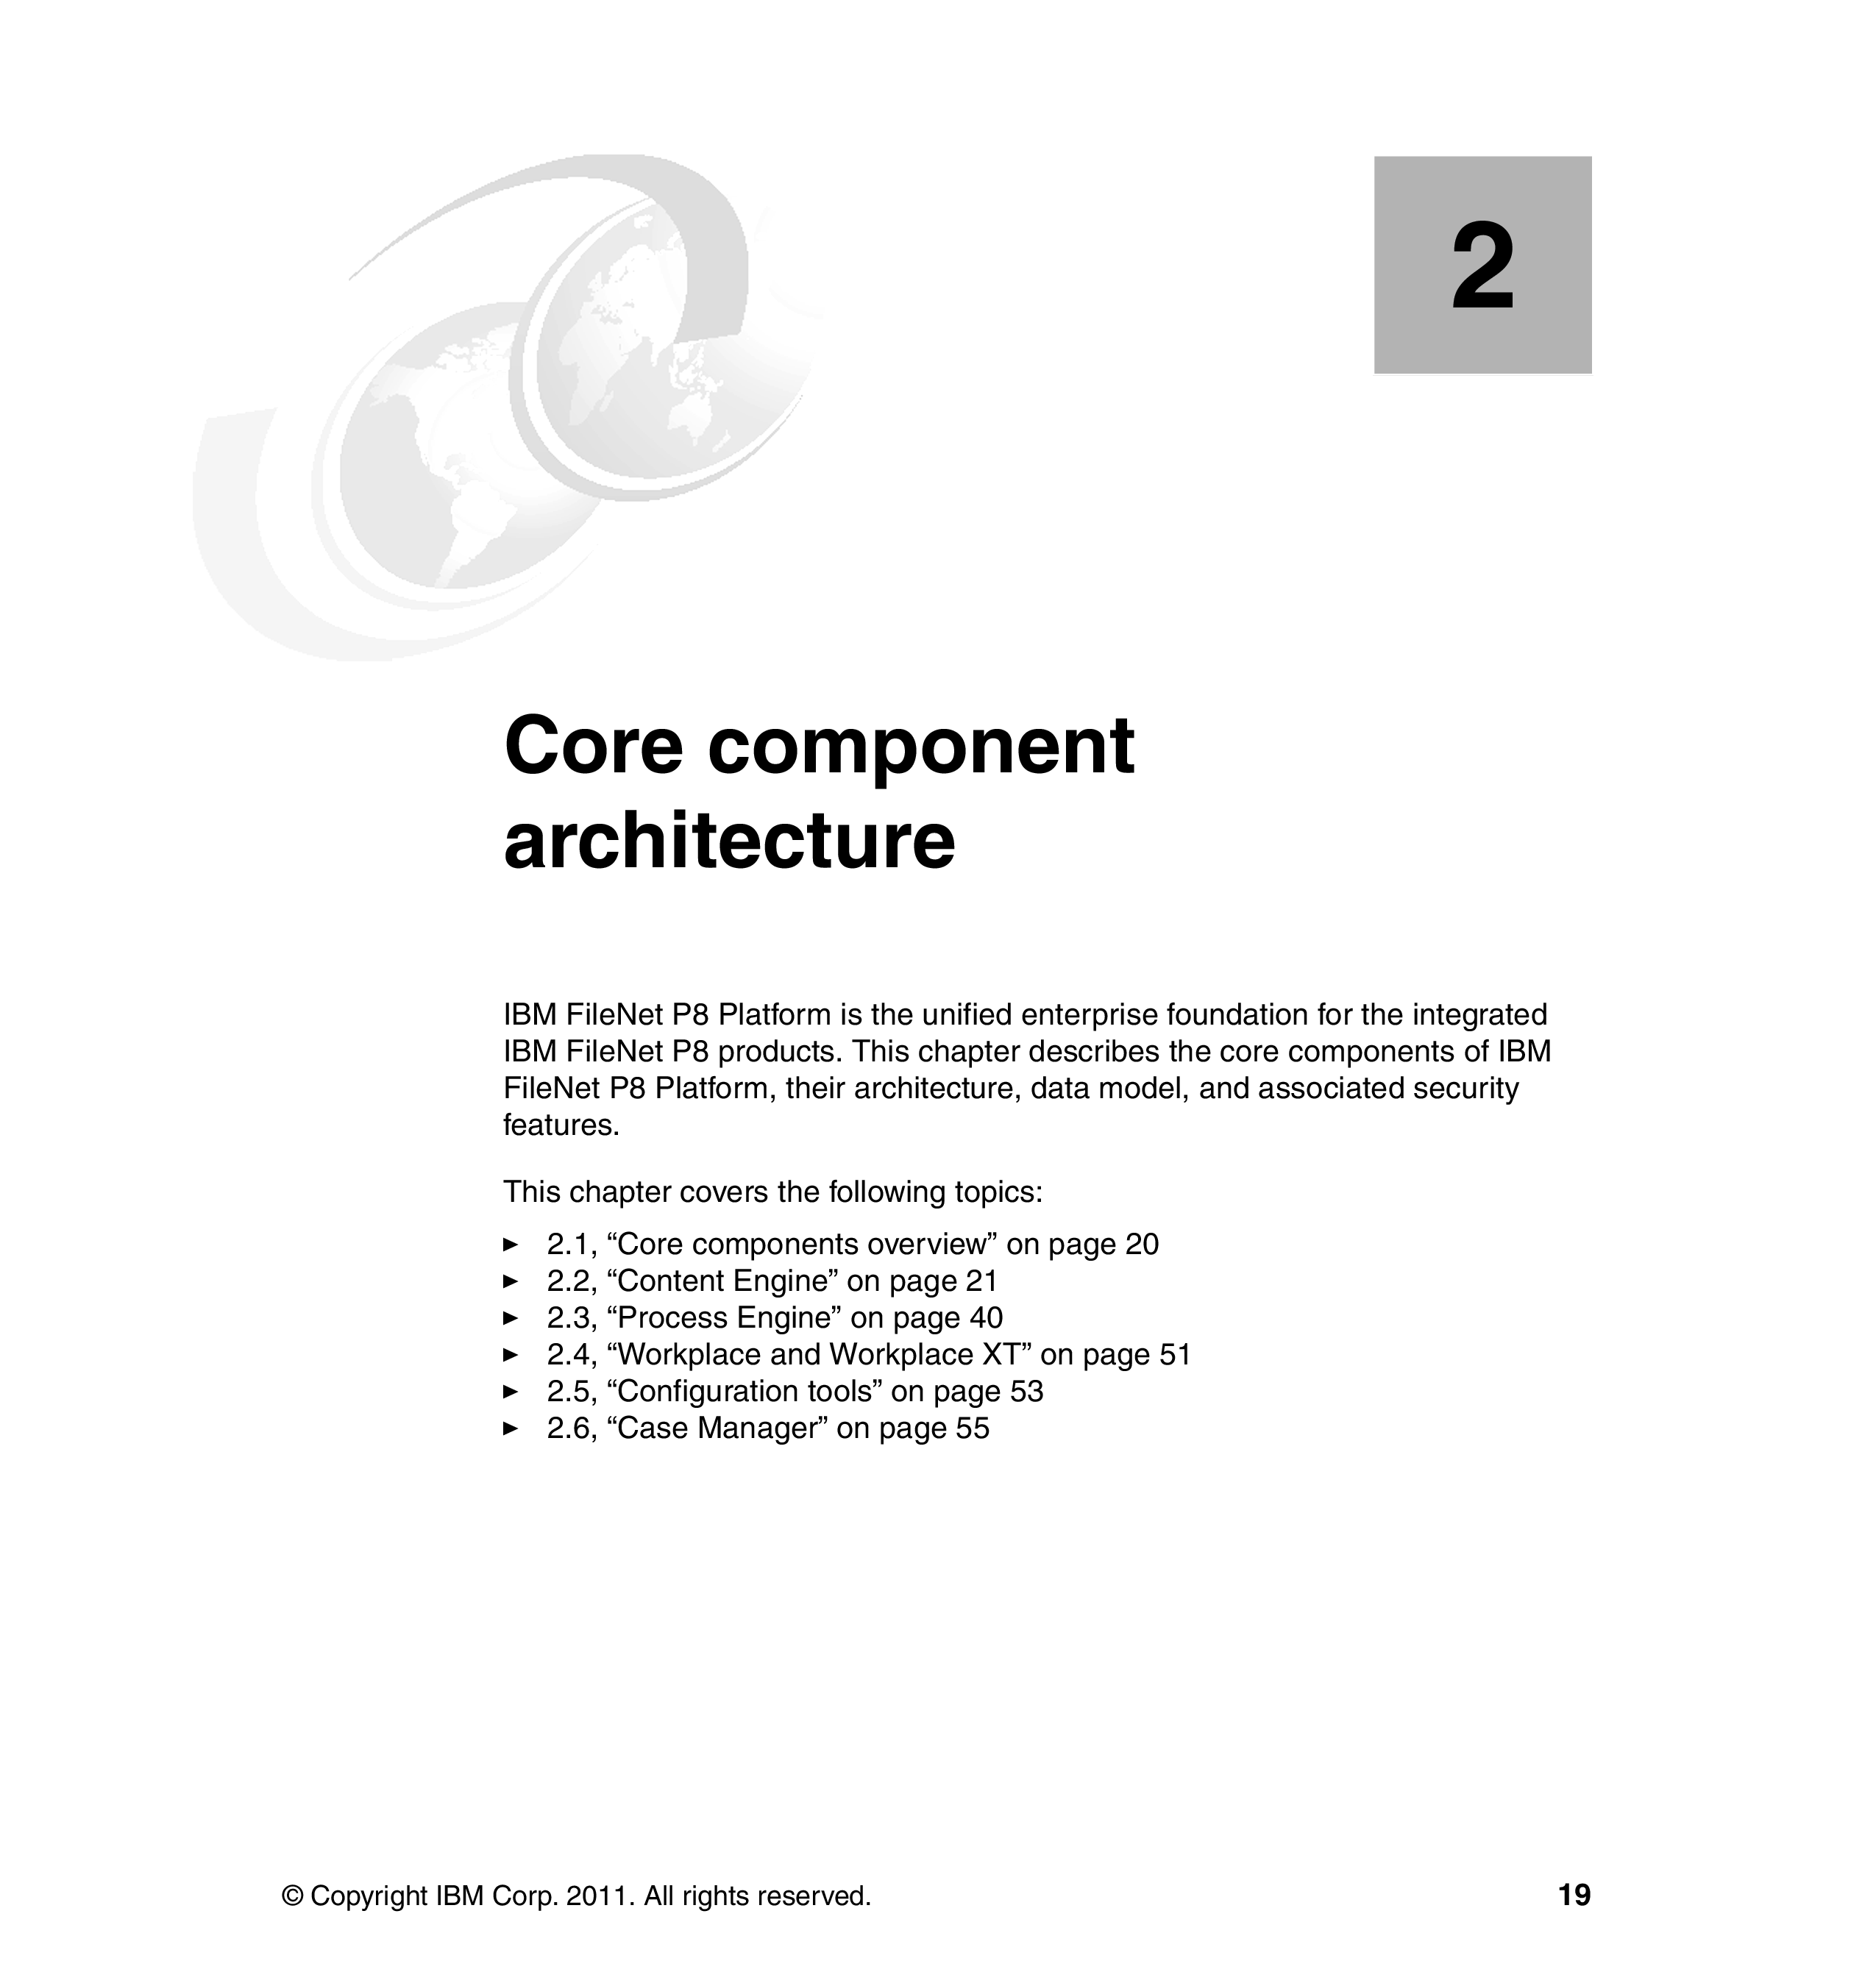 2
Core component
architecture
IBM FileNet P8 Platform is the unified enterprise foundation for the integrated
IBM FileNet P8 products. This chapter describes the core components of IBM
FileNet P8 Platform, their architecture, data model, and associated security
features.
This chapter covers the following topics:
► 2.1, “Core components overview” on page 20
► 2.2, “Content Engine” on page 21
► 2.3, “Process Engine” on page 40
► 2.4, “Workplace and Workplace XT” on page 51
► 2.5, “Configuration tools” on page 53
► 2.6, “Case Manager” on page 55
© Copyright IBM Corp. 2011. All rights reserved. 19